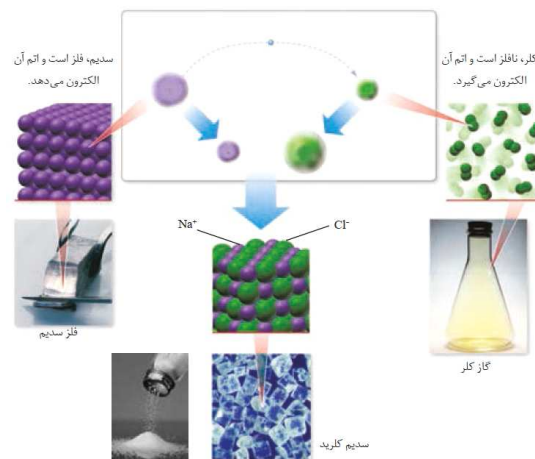 سدیم، فلز است و اتم آن
الکترون می‌دهد.
کلر، نافلز است و اتم آن
الکترون می‌گیرد.
Na⁺
Cl⁻
فلز سدیم
گاز کلر
سدیم کلرید